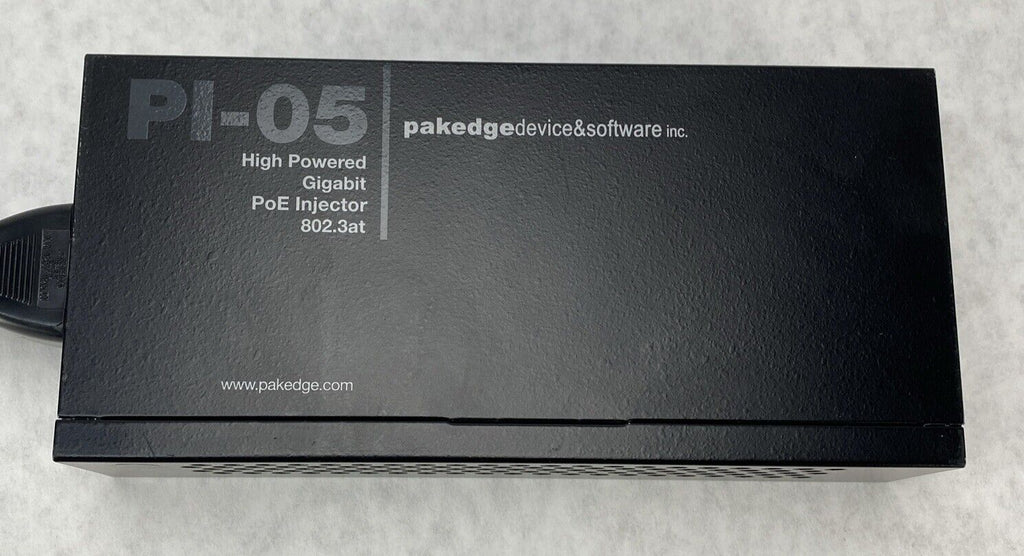 PI-05
High Powered
Gigabit
PoE Injector
802.3at
pakedgedevice&software inc.
www.pakedge.com